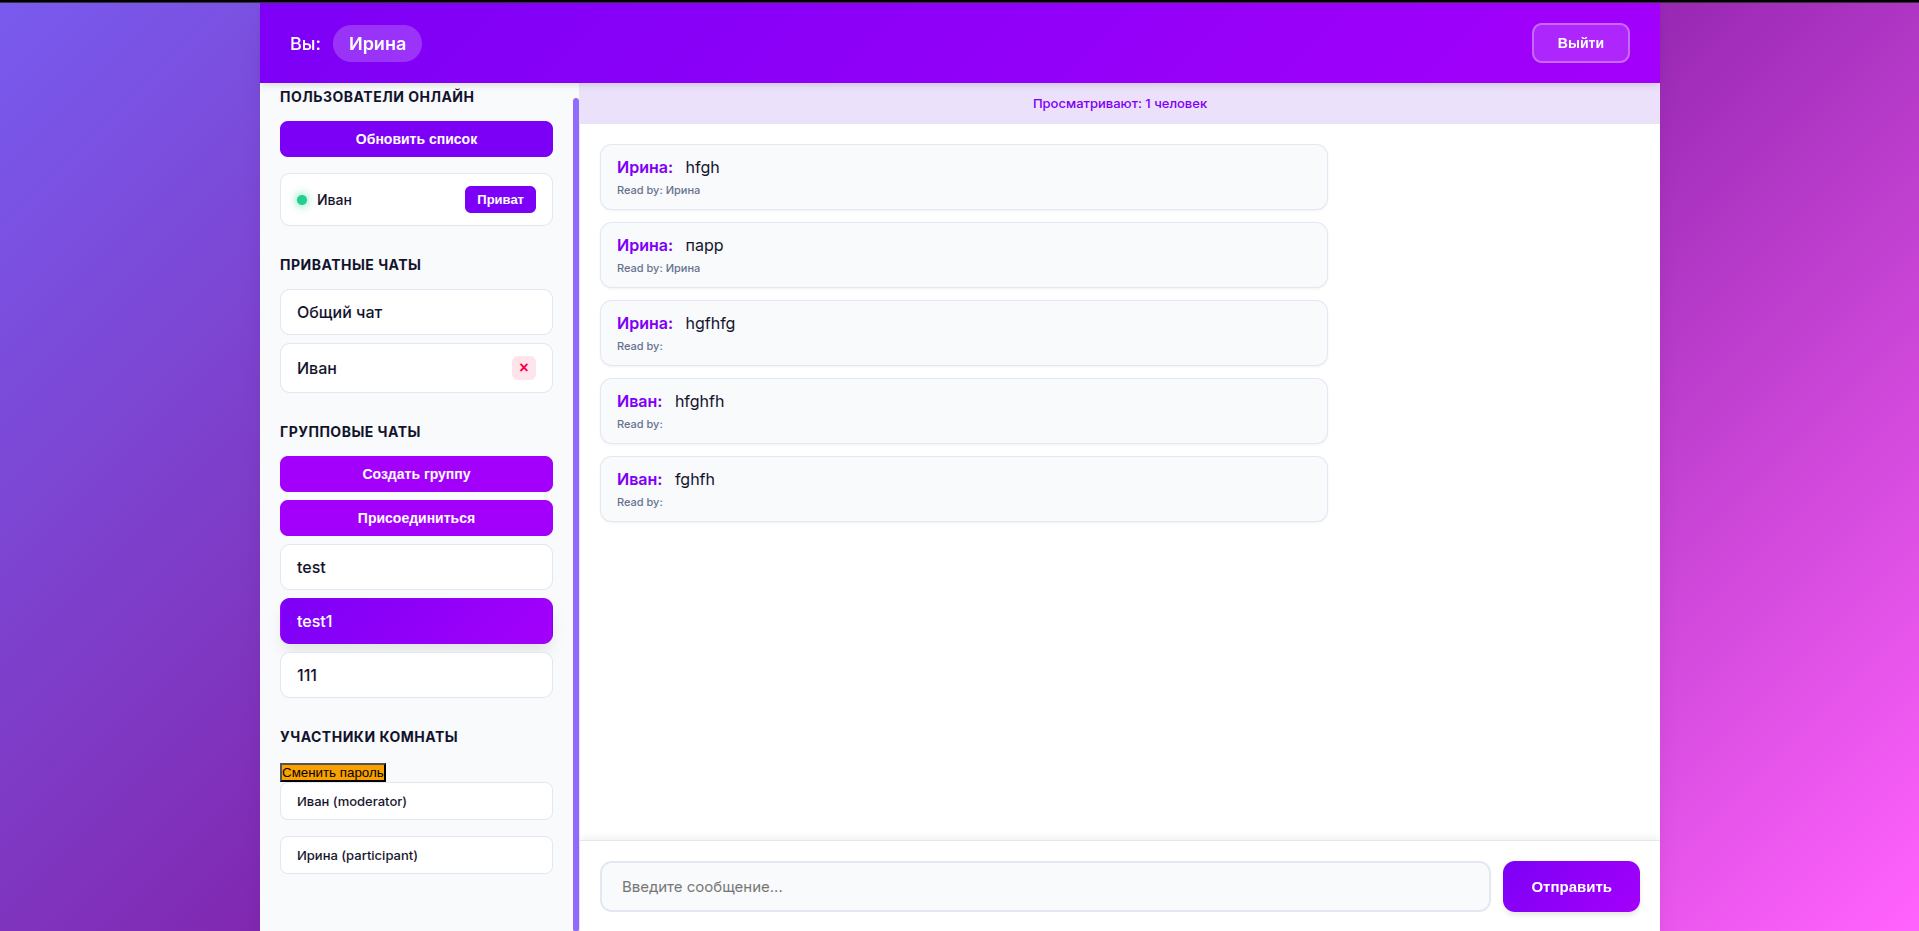 Вы: Ирина
Выйти
ПОЛЬЗОВАТЕЛИ ОНЛАЙН
Обновить список
Иван
Приват
ПРИВАТНЫЕ ЧАТЫ
Общий чат
Иван
×
ГРУППОВЫЕ ЧАТЫ
Создать группу
Присоединиться
test
test1
111
УЧАСТНИКИ КОМНАТЫ
Сменить пароль
Иван (moderator)
Ирина (participant)
Просматривают: 1 человек
Ирина: hfgh
Read by: Ирина
Ирина: парр
Read by: Ирина
Ирина: hgfhfg
Read by:
Иван: hfghfh
Read by:
Иван: fghfh
Read by:
Введите сообщение...
Отправить